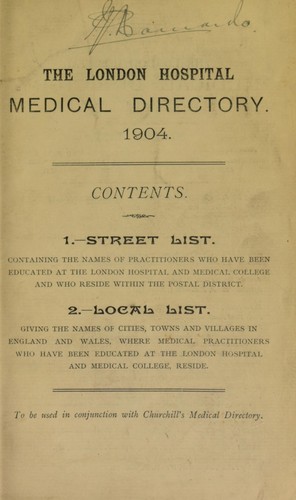 THE LONDON HOSPITAL
MEDICAL DIRECTORY.
1904.
CONTENTS.
1.—STREET LIST.
CONTAINING THE NAMES OF PRACTITIONERS WHO HAVE BEEN
EDUCATED AT THE LONDON HOSPITAL AND MEDICAL COLLEGE
AND WHO RESIDE WITHIN THE POSTAL DISTRICT.
2.—LOCAL LIST.
GIVING THE NAMES OF CITIES, TOWNS AND VILLAGES IN
ENGLAND AND WALES, WHERE MEDICAL PRACTITIONERS
WHO HAVE BEEN EDUCATED AT THE LONDON HOSPITAL
AND MEDICAL COLLEGE, RESIDE.
To be used in conjunction with Churchill's Medical Directory.